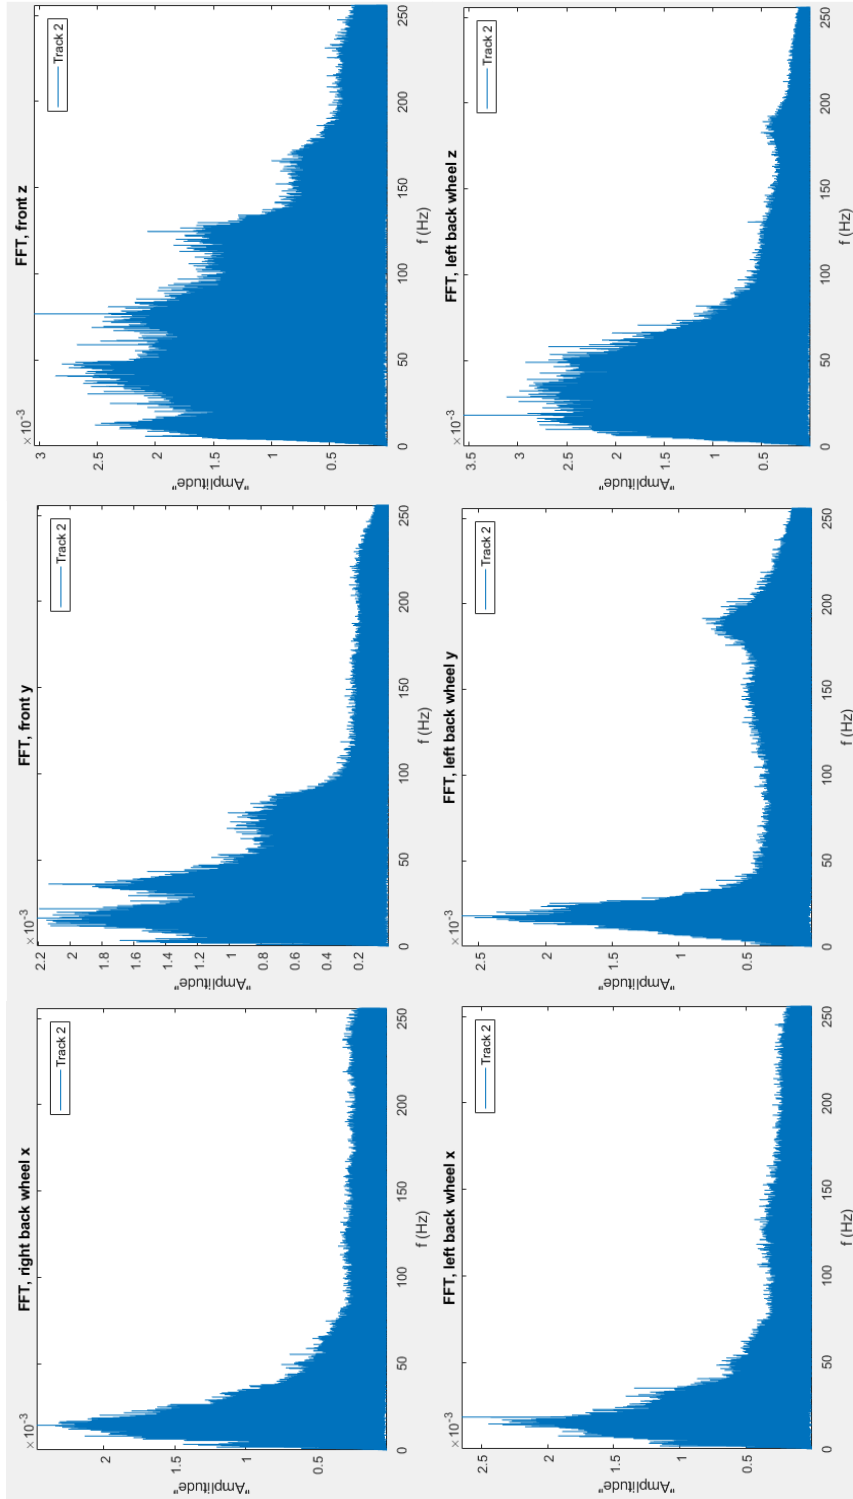 FFT, right back wheel x
×10⁻³
Track 2
"Amplitude"
2
1.5
1
0.5
0 50 100 150 200 250
f (Hz)
FFT, front y
×10⁻³
Track 2
"Amplitude"
2.2
2
1.8
1.6
1.4
1.2
1
0.8
0.6
0.4
0.2
0 50 100 150 200 250
f (Hz)
FFT, front z
×10⁻³
Track 2
"Amplitude"
3
2.5
2
1.5
1
0.5
0 50 100 150 200 250
f (Hz)
FFT, left back wheel x
×10⁻³
Track 2
"Amplitude"
2.5
2
1.5
1
0.5
0 50 100 150 200 250
f (Hz)
FFT, left back wheel y
×10⁻³
Track 2
"Amplitude"
2.5
2
1.5
1
0.5
0 50 100 150 200 250
f (Hz)
FFT, left back wheel z
×10⁻³
Track 2
"Amplitude"
3.5
3
2.5
2
1.5
1
0.5
0 50 100 150 200 250
f (Hz)